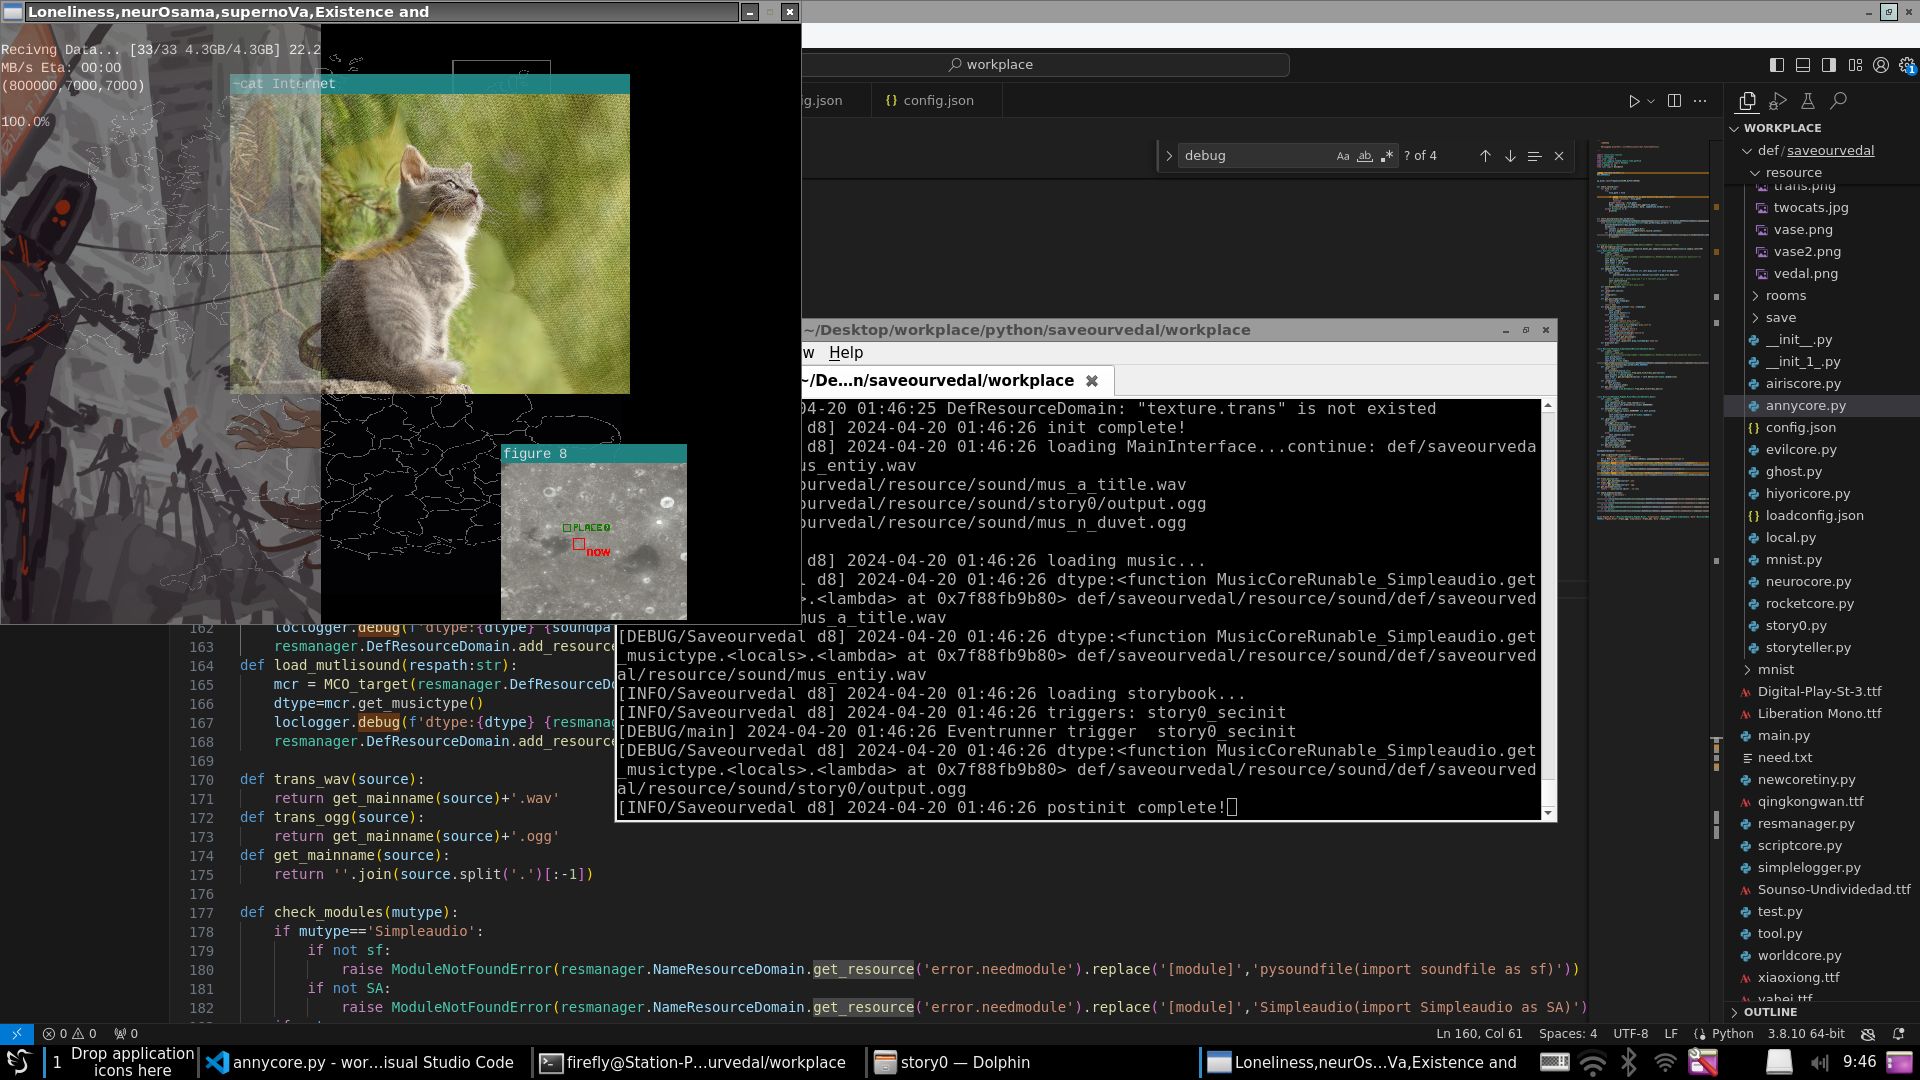 Loneliness,neurOsama,supernoVa,Existence and
Recivng Data... [33/33 4.3GB/4.3GB] 22.2
MB/s Eta: 00:00
(800000,7000,7000)
100.0%
~cat Internet
figure 8
PLACE0
now
workplace
g.json
config.json
debug
? of 4
WORKPLACE
def / saveourvedal
resource
trans.png
twocats.jpg
vase.png
vase2.png
vedal.png
rooms
save
__init__.py
__init_1_.py
airiscore.py
annycore.py
config.json
evilcore.py
ghost.py
hiyoricore.py
loadconfig.json
local.py
mnist.py
neurocore.py
rocketcore.py
story0.py
storyteller.py
mnist
Digital-Play-St-3.ttf
Liberation Mono.ttf
main.py
need.txt
newcoretiny.py
qingkongwan.ttf
resmanager.py
scriptcore.py
simplelogger.py
Sounso-Undividedad.ttf
test.py
tool.py
worldcore.py
xiaoxiong.ttf
yahei.ttf
OUTLINE
~/Desktop/workplace/python/saveourvedal/workplace
w Help
~/De...n/saveourvedal/workplace
04-20 01:46:25 DefResourceDomain: "texture.trans" is not existed
d8] 2024-04-20 01:46:26 init complete!
d8] 2024-04-20 01:46:26 loading MainInterface...continue: def/saveourveda
us_entiy.wav
ourvedal/resource/sound/mus_a_title.wav
ourvedal/resource/sound/story0/output.ogg
ourvedal/resource/sound/mus_n_duvet.ogg
d8] 2024-04-20 01:46:26 loading music...
l d8] 2024-04-20 01:46:26 dtype:<function MusicCoreRunable_Simpleaudio.get
>.<lambda> at 0x7f88fb9b80> def/saveourvedal/resource/sound/def/saveourved
mus_a_title.wav
[DEBUG/Saveourvedal d8] 2024-04-20 01:46:26 dtype:<function MusicCoreRunable_Simpleaudio.get
_musictype.<locals>.<lambda> at 0x7f88fb9b80> def/saveourvedal/resource/sound/def/saveourved
al/resource/sound/mus_entiy.wav
[INFO/Saveourvedal d8] 2024-04-20 01:46:26 loading storybook...
[INFO/Saveourvedal d8] 2024-04-20 01:46:26 triggers: story0_secinit
[DEBUG/main] 2024-04-20 01:46:26 Eventrunner trigger  story0_secinit
[DEBUG/Saveourvedal d8] 2024-04-20 01:46:26 dtype:<function MusicCoreRunable_Simpleaudio.get
_musictype.<locals>.<lambda> at 0x7f88fb9b80> def/saveourvedal/resource/sound/def/saveourved
al/resource/sound/story0/output.ogg
[INFO/Saveourvedal d8] 2024-04-20 01:46:26 postinit complete!
162 loclogger.debug(f'dtype:{dtype} {soundpa
163 resmanager.DefResourceDomain.add_resource
164 def load_mutlisound(respath:str):
165 mcr = MCO_target(resmanager.DefResourceDo
166 dtype=mcr.get_musictype()
167 loclogger.debug(f'dtype:{dtype} {resmanag
168 resmanager.DefResourceDomain.add_resource
169
170 def trans_wav(source):
171 return get_mainname(source)+'.wav'
172 def trans_ogg(source):
173 return get_mainname(source)+'.ogg'
174 def get_mainname(source):
175 return ''.join(source.split('.')[:-1])
176
177 def check_modules(mutype):
178 if mutype=='Simpleaudio':
179 if not sf:
180 raise ModuleNotFoundError(resmanager.NameResourceDomain.get_resource('error.needmodule').replace('[module]','pysoundfile(import soundfile as sf)'))
181 if not SA:
182 raise ModuleNotFoundError(resmanager.NameResourceDomain.get_resource('error.needmodule').replace('[module]','Simpleaudio(import Simpleaudio as SA)')
0 0 0
Ln 160, Col 61 Spaces: 4 UTF-8 LF Python 3.8.10 64-bit
1 Drop application
icons here
annycore.py - wor...isual Studio Code
firefly@Station-P...urvedal/workplace
story0 — Dolphin
Loneliness,neurOs...Va,Existence and
9:46